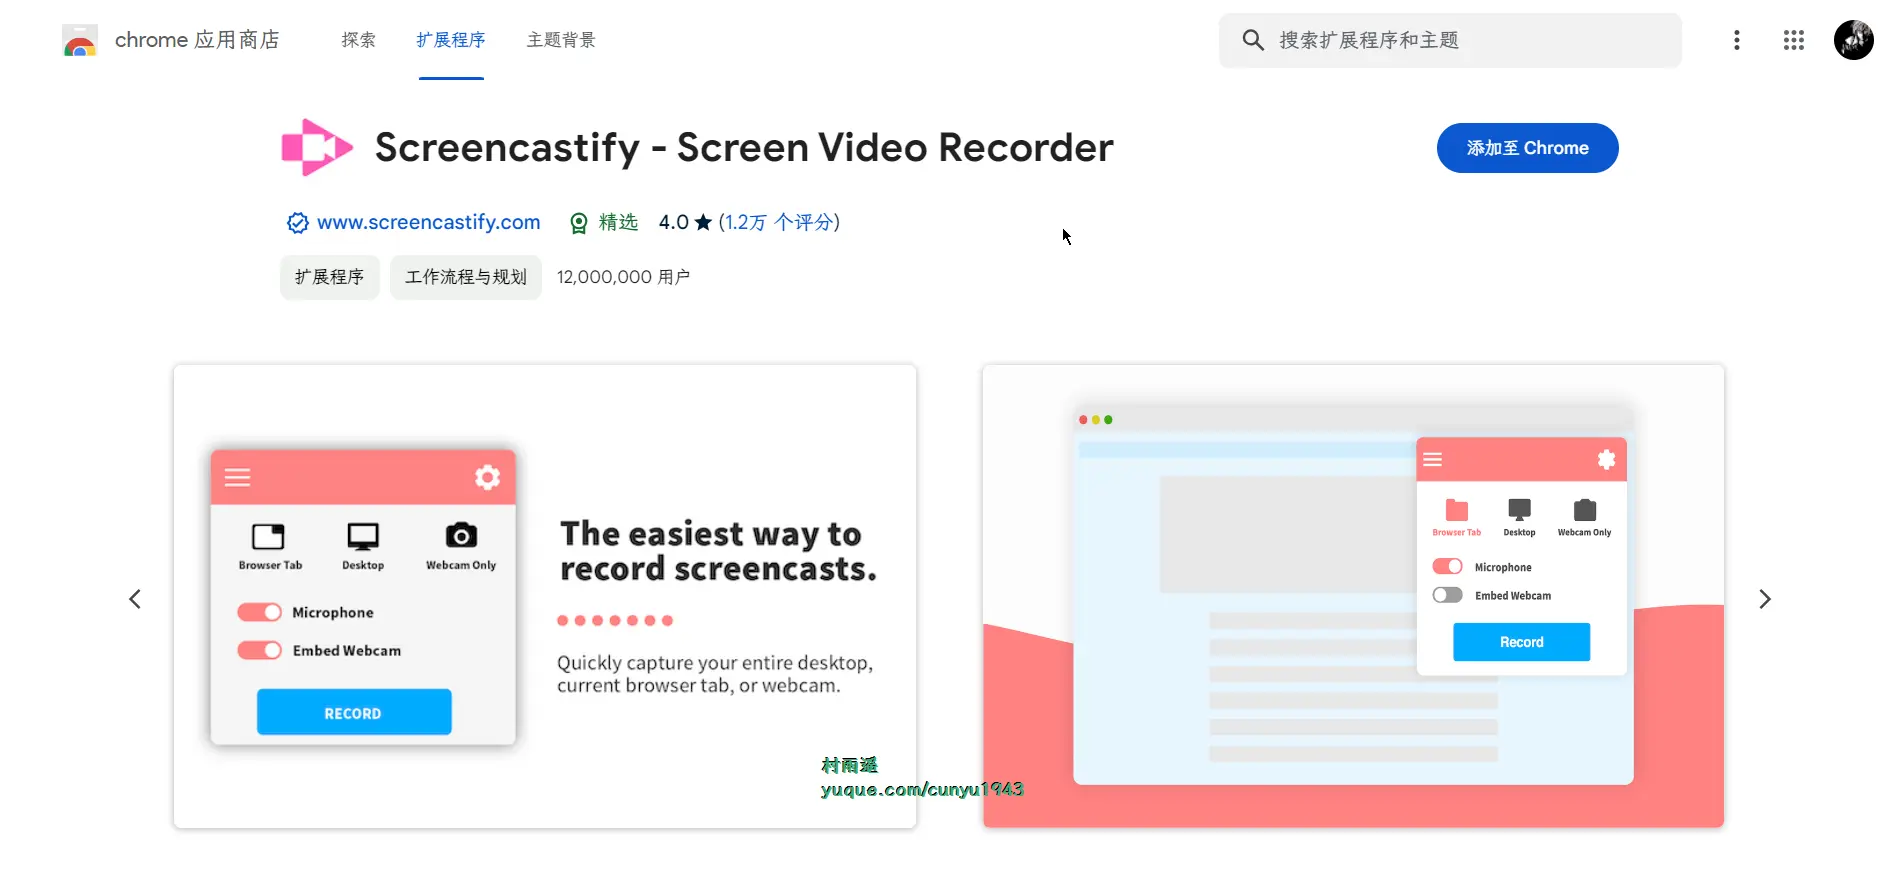 chrome 应用商店
探索
扩展程序
主题背景
搜索扩展程序和主题
Screencastify - Screen Video Recorder
添加至 Chrome
www.screencastify.com
精选
4.0 ★ (1.2万 个评分)
扩展程序
工作流程与规划
12,000,000 用户
Browser Tab
Desktop
Webcam Only
Microphone
Embed Webcam
RECORD
The easiest way to
record screencasts.
Quickly capture your entire desktop,
current browser tab, or webcam.
Browser Tab
Desktop
Webcam Only
Microphone
Embed Webcam
Record
村雨遥
yuque.com/cunyu1943